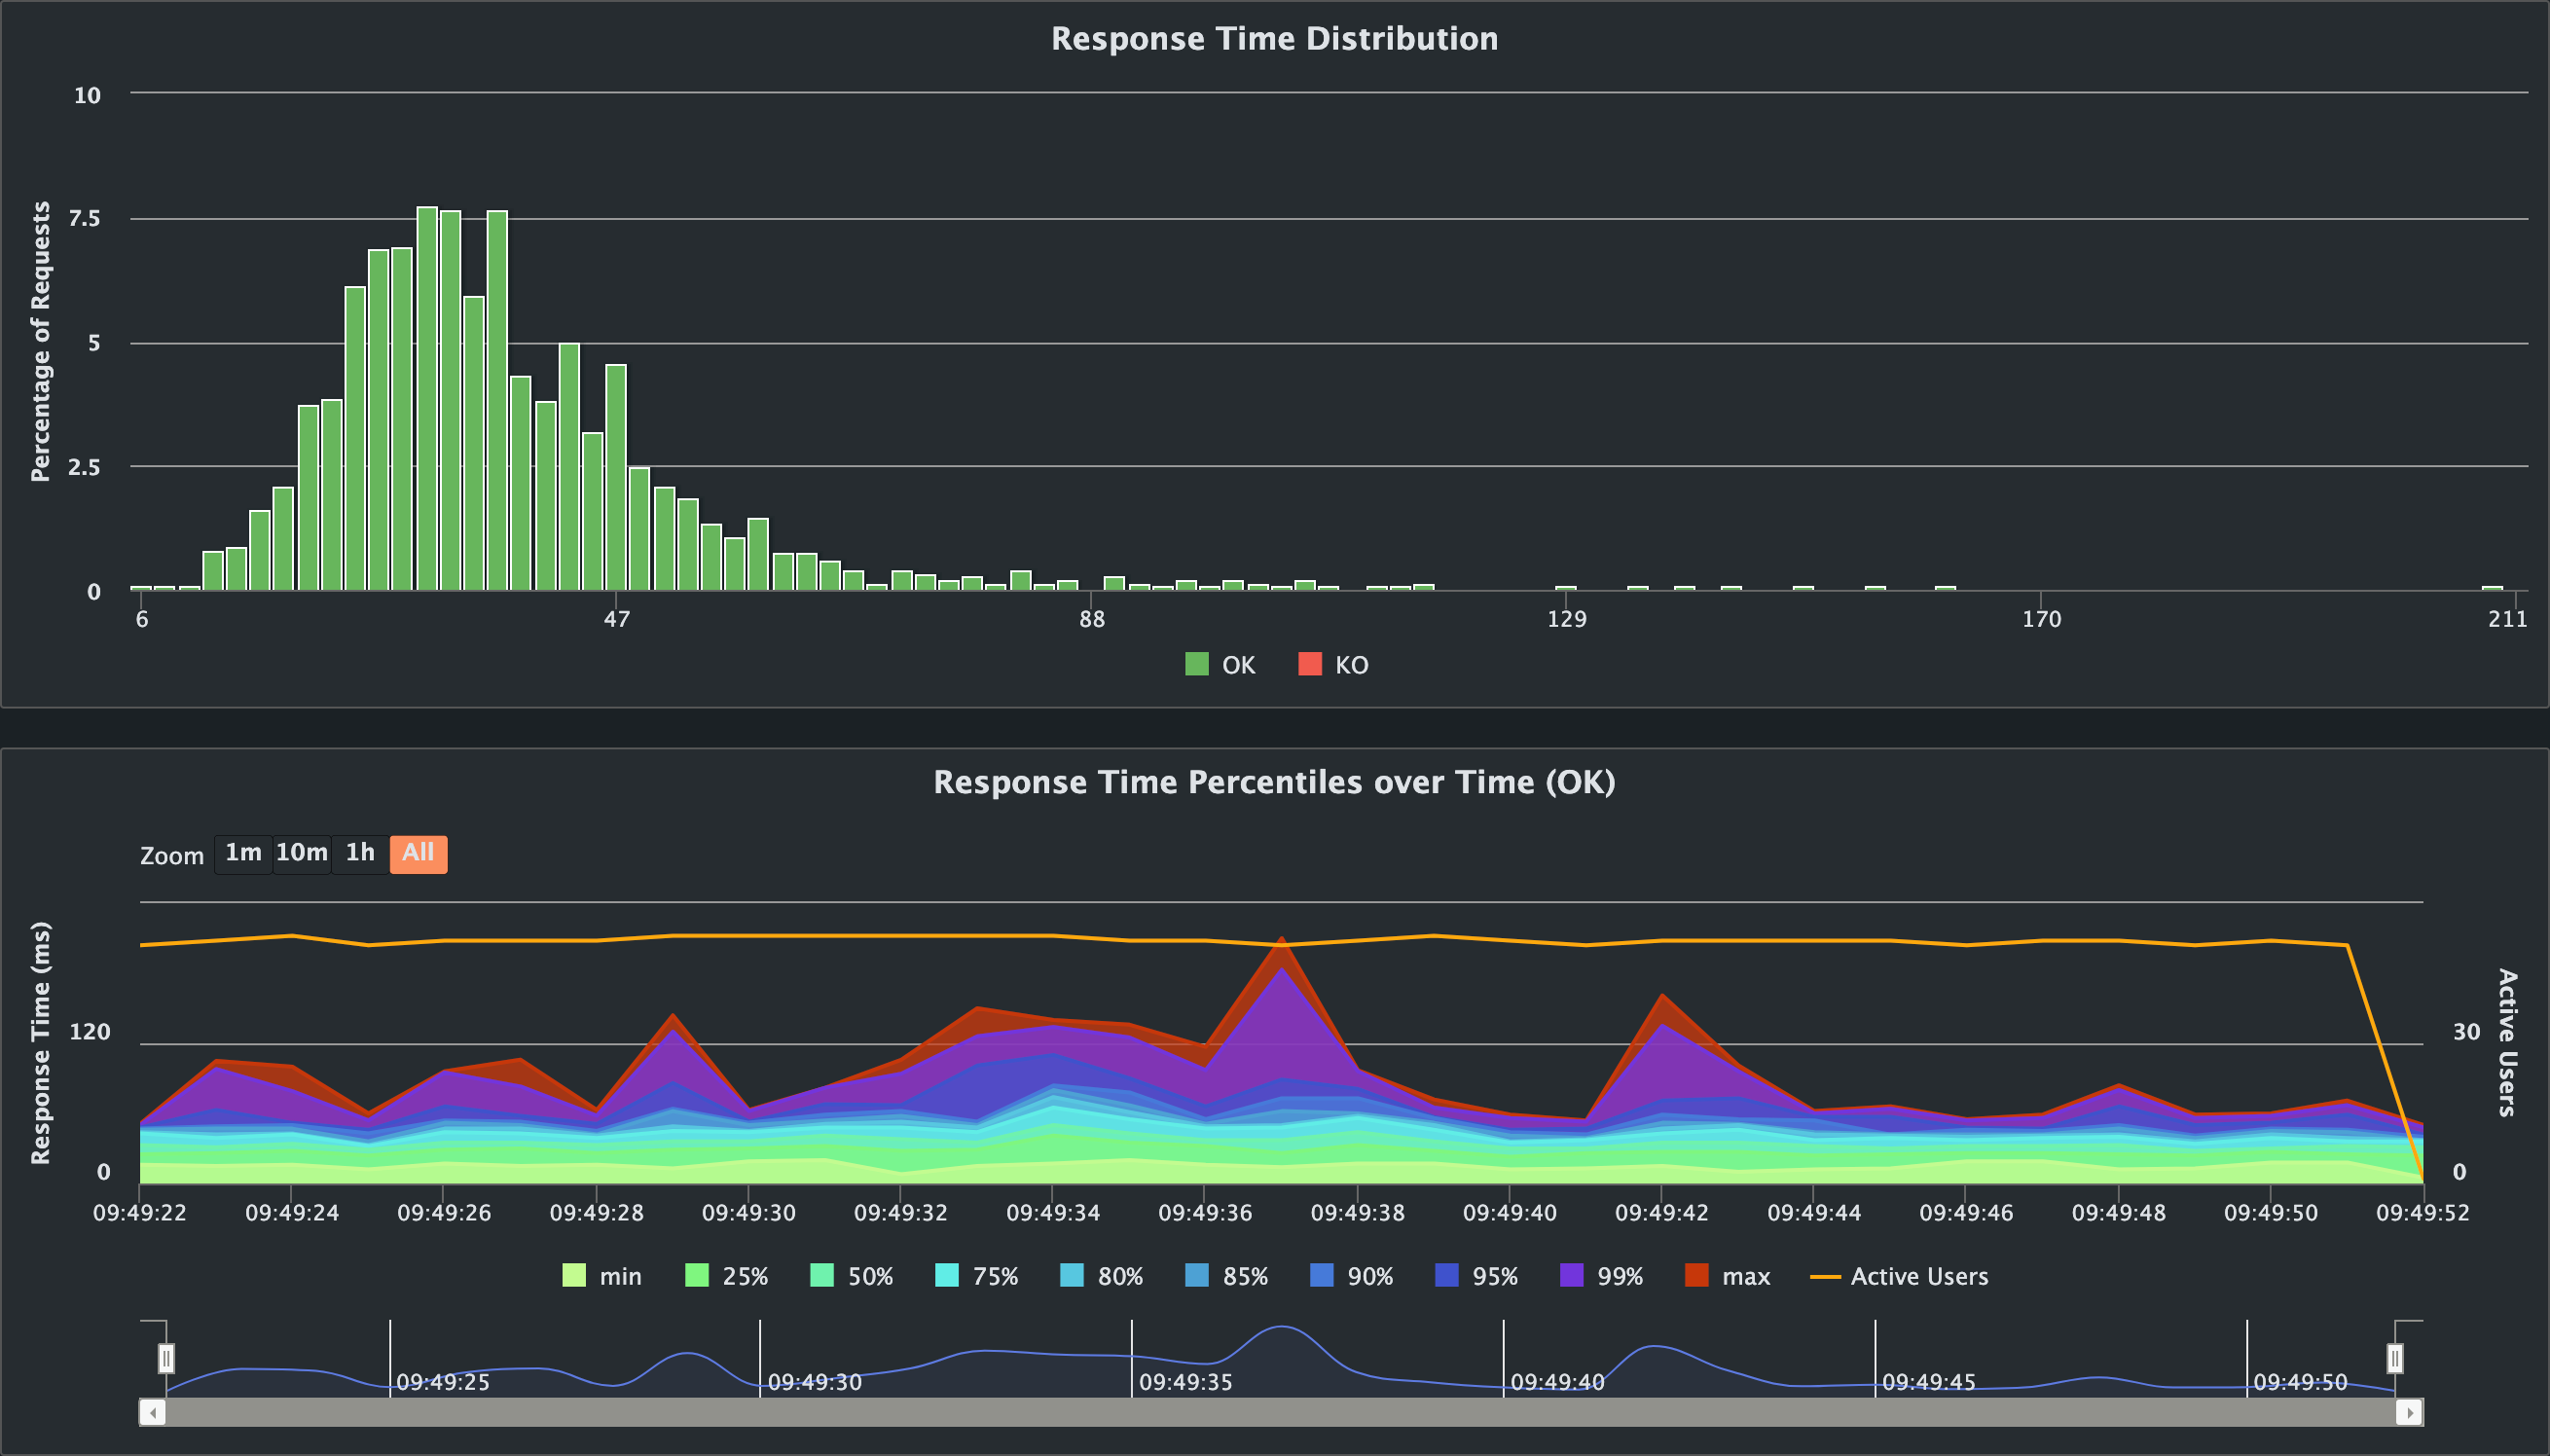 Response Time Distribution
Percentage of Requests
10
7.5
5
2.5
0
6 47 88 129 170 211
OK KO
Response Time Percentiles over Time (OK)
Zoom 1m 10m 1h All
Response Time (ms)
120
0
30
0
Active Users
09:49:22 09:49:24 09:49:26 09:49:28 09:49:30 09:49:32 09:49:34 09:49:36 09:49:38 09:49:40 09:49:42 09:49:44 09:49:46 09:49:48 09:49:50 09:49:52
min 25% 50% 75% 80% 85% 90% 95% 99% max Active Users
09:49:25 09:49:30 09:49:35 09:49:40 09:49:45 09:49:50